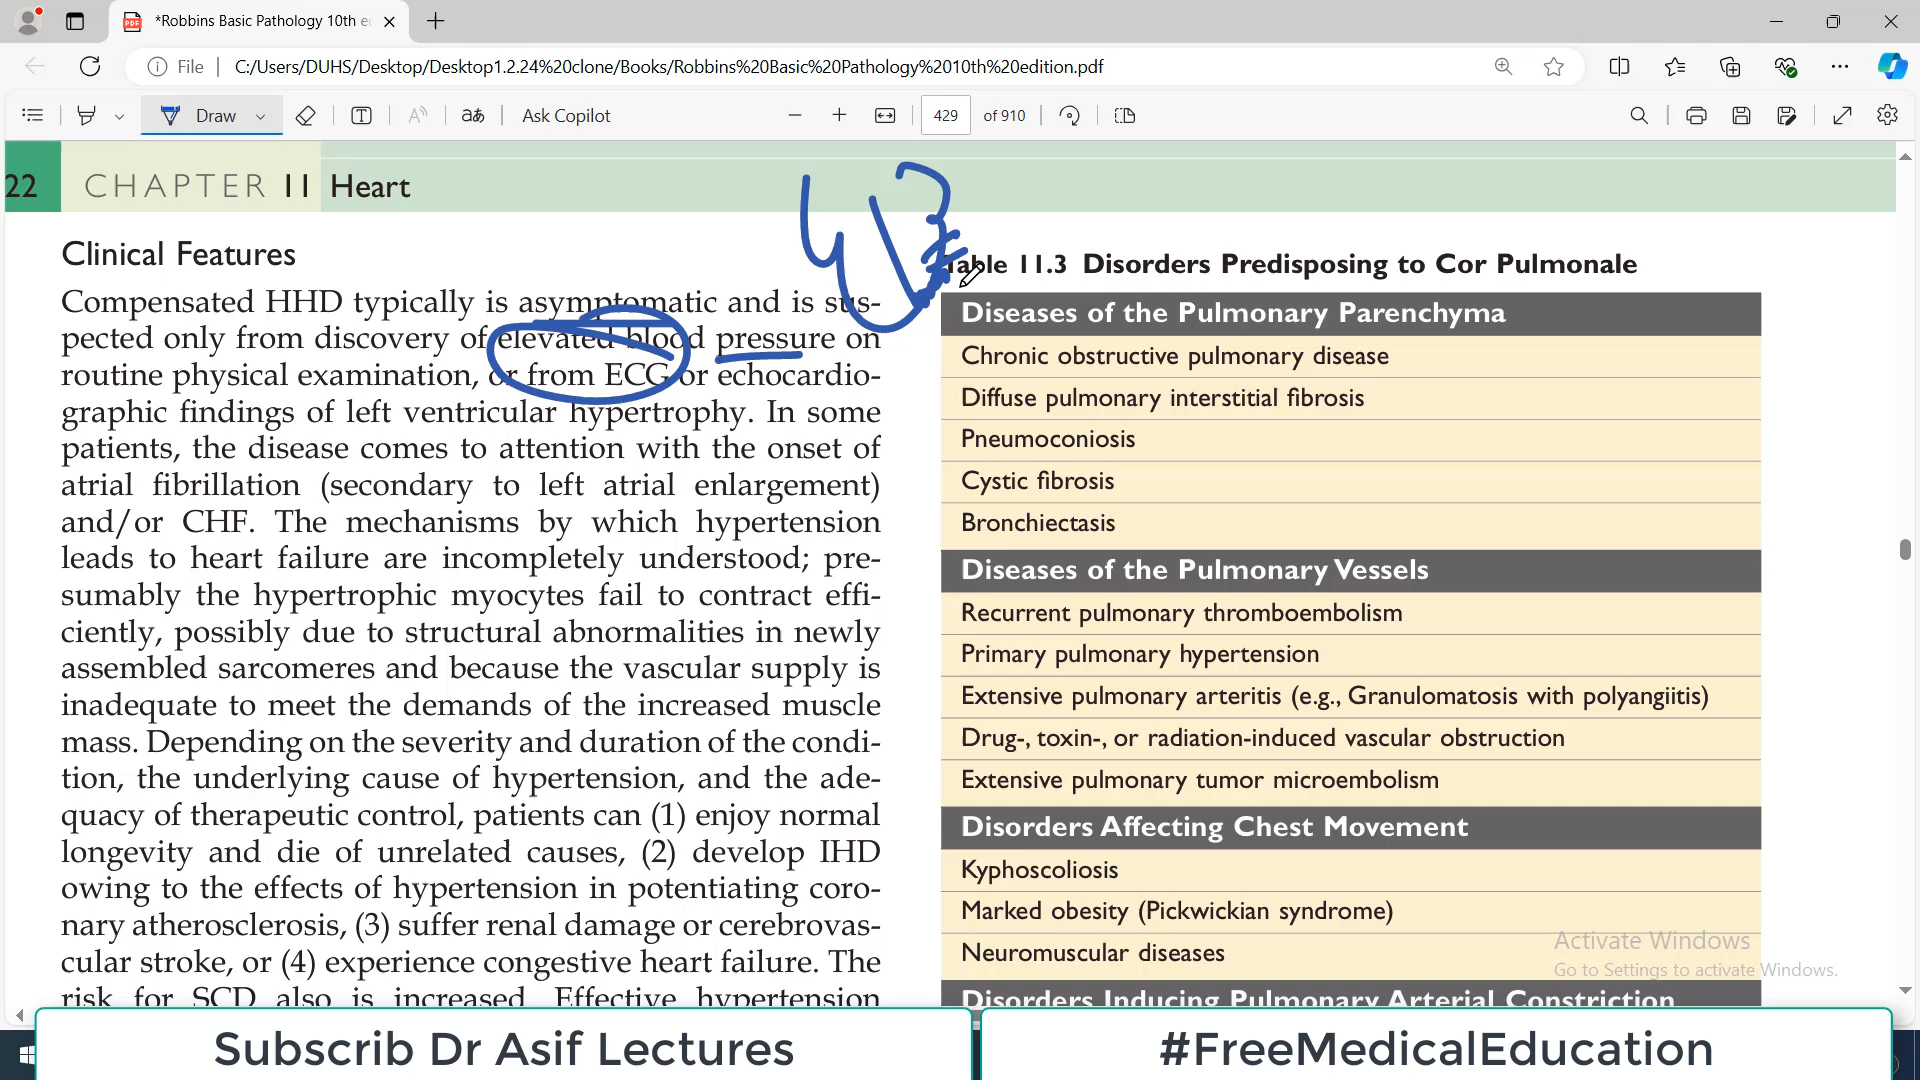 *Robbins Basic Pathology 10th e
File
C:/Users/DUHS/Desktop/Desktop1.2.24%20clone/Books/Robbins%20Basic%20Pathology%2010th%20edition.pdf
Draw
Ask Copilot
429 of 910
22 CHAPTER 11 Heart
Clinical Features
Compensated HHD typically is asymptomatic and is sus-
pected only from discovery of elevated blood pressure on
routine physical examination, or from ECG or echocardio-
graphic findings of left ventricular hypertrophy. In some
patients, the disease comes to attention with the onset of
atrial fibrillation (secondary to left atrial enlargement)
and/or CHF. The mechanisms by which hypertension
leads to heart failure are incompletely understood; pre-
sumably the hypertrophic myocytes fail to contract effi-
ciently, possibly due to structural abnormalities in newly
assembled sarcomeres and because the vascular supply is
inadequate to meet the demands of the increased muscle
mass. Depending on the severity and duration of the condi-
tion, the underlying cause of hypertension, and the ade-
quacy of therapeutic control, patients can (1) enjoy normal
longevity and die of unrelated causes, (2) develop IHD
owing to the effects of hypertension in potentiating coro-
nary atherosclerosis, (3) suffer renal damage or cerebrovas-
cular stroke, or (4) experience congestive heart failure. The
risk for SCD also is increased. Effective hypertension
Table 11.3 Disorders Predisposing to Cor Pulmonale
Diseases of the Pulmonary Parenchyma
Chronic obstructive pulmonary disease
Diffuse pulmonary interstitial fibrosis
Pneumoconiosis
Cystic fibrosis
Bronchiectasis
Diseases of the Pulmonary Vessels
Recurrent pulmonary thromboembolism
Primary pulmonary hypertension
Extensive pulmonary arteritis (e.g., Granulomatosis with polyangiitis)
Drug-, toxin-, or radiation-induced vascular obstruction
Extensive pulmonary tumor microembolism
Disorders Affecting Chest Movement
Kyphoscoliosis
Marked obesity (Pickwickian syndrome)
Neuromuscular diseases
Disorders Inducing Pulmonary Arterial Constriction
Activate Windows
Go to Settings to activate Windows.
Subscrib Dr Asif Lectures
#FreeMedicalEducation